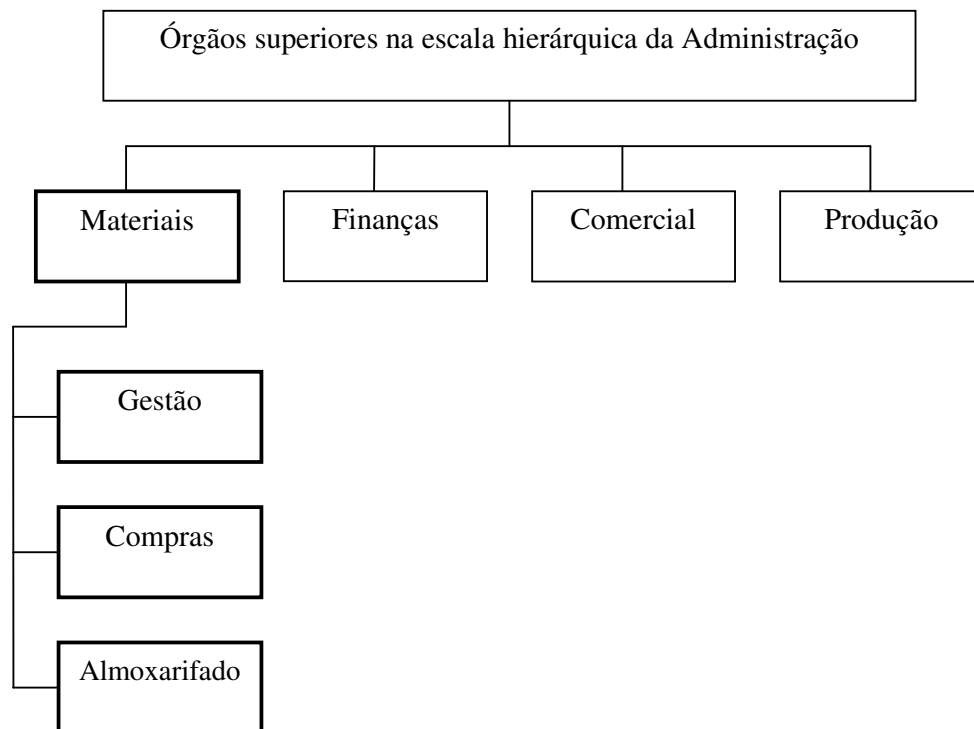 Órgãos superiores na escala hierárquica da Administração
Materiais
Finanças
Comercial
Produção
Gestão
Compras
Almoxarifado